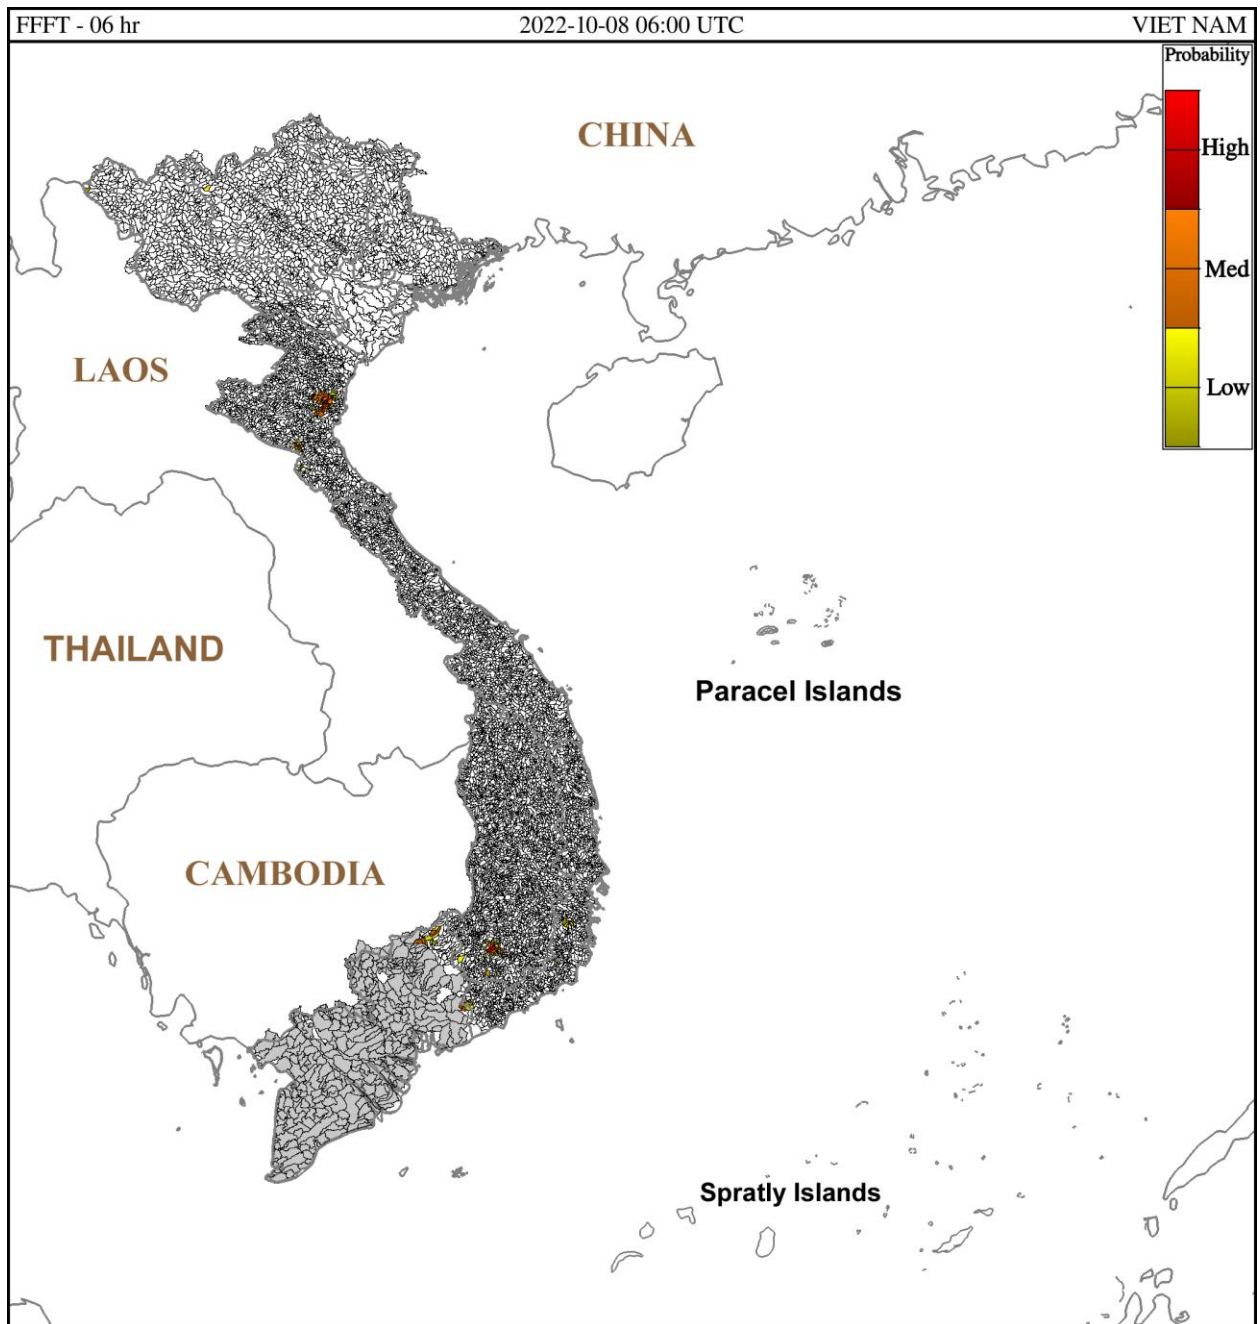 FFFT - 06 hr
2022-10-08 06:00 UTC
VIET NAM
Probability
High
Med
Low
CHINA
LAOS
THAILAND
Paracel Islands
CAMBODIA
Spratly Islands